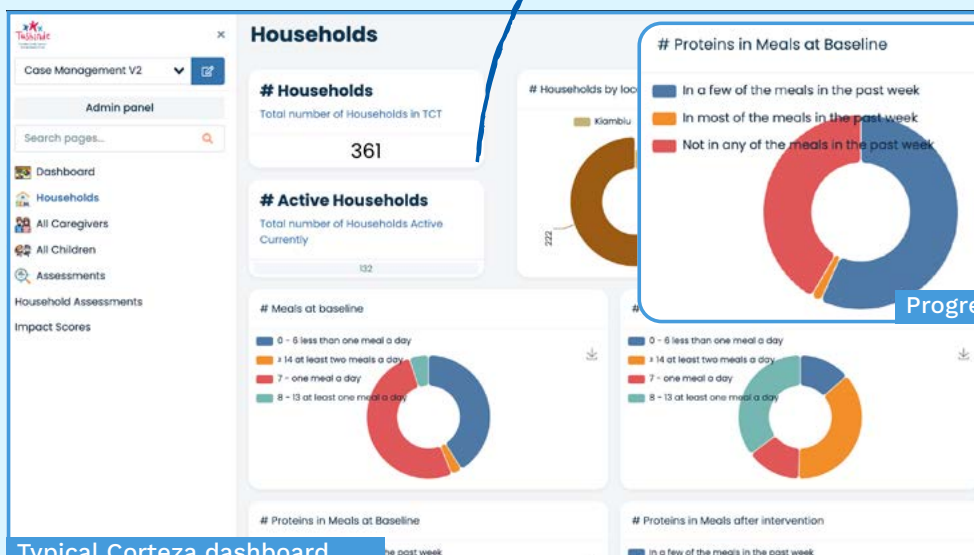 Tushinde
×
Case Management V2
Admin panel
Search pages...
Dashboard
Households
All Caregivers
All Children
Assessments
Household Assessments
Impact Scores
Households
# Households
Total number of Households in TCT
361
# Active Households
Total number of Households Active
Currently
132
# Households by loc
Kiambiu
222
# Proteins in Meals at Baseline
In a few of the meals in the past week
In most of the meals in the past week
Not in any of the meals in the past week
Progre
# Meals at baseline
0 - 6 less than one meal a day
≥ 14 at least two meals a day
7 - one meal a day
8 - 13 at least one meal a day
#
0 - 6 less than one meal a day
≥ 14 at least two meals a day
7 - one meal a day
8 - 13 at least one meal a day
# Proteins in Meals at Baseline
he past week
# Proteins in Meals after intervention
In a few of the meals in the past week
Typical Corteza dashboard